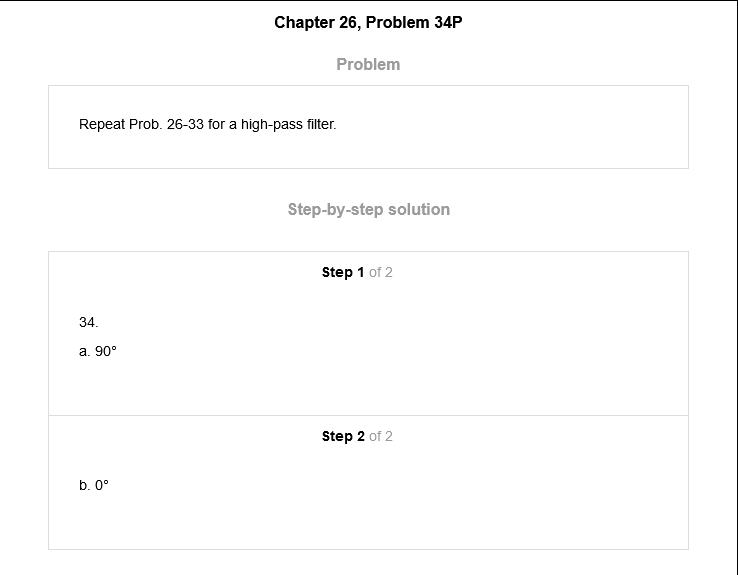 Chapter 26, Problem 34P
Problem
Repeat Prob. 26-33 for a high-pass filter.
Step-by-step solution
Step 1 of 2
34.
a. 90°
Step 2 of 2
b. 0°